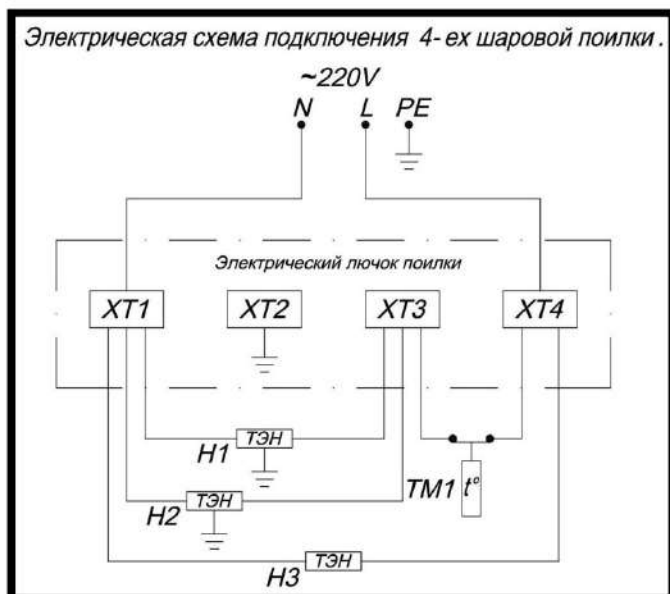 Электрическая схема подключения 4-ех шаровой поилки.
~220V
N L PE
Электрический лючок поилки
XT1 XT2 XT3 XT4
ТЭН
H1
ТЭН
H2
TM1 t°
ТЭН
H3